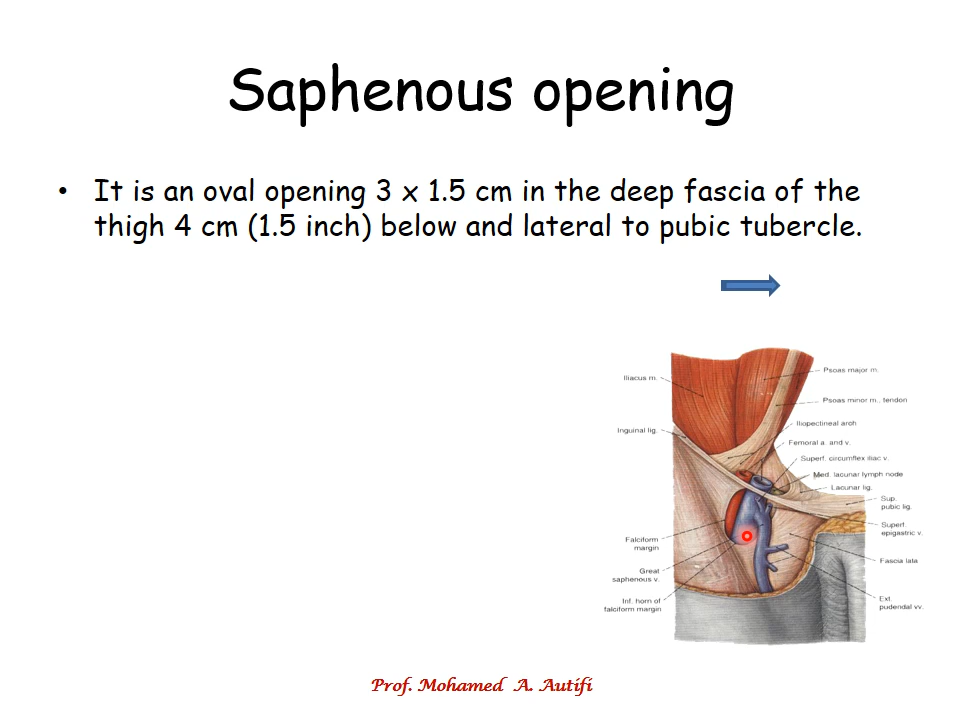 Saphenous opening
• It is an oval opening 3 x 1.5 cm in the deep fascia of the
thigh 4 cm (1.5 inch) below and lateral to pubic tubercle.
Psoas major m.
Iliacus m.
Psoas minor m., tendon
Iliopectineal arch
Inguinal lig.
Femoral a. and v.
Superf. circumflex iliac v.
Med. lacunar lymph node
Lacunar lig.
Sup.
pubic lig.
Superf.
epigastric v.
Falciform
margin
Fascia lata
Great
saphenous v.
Inf. horn of
falciform margin
Ext.
pudendal vv.
Prof. Mohamed A. Autifi